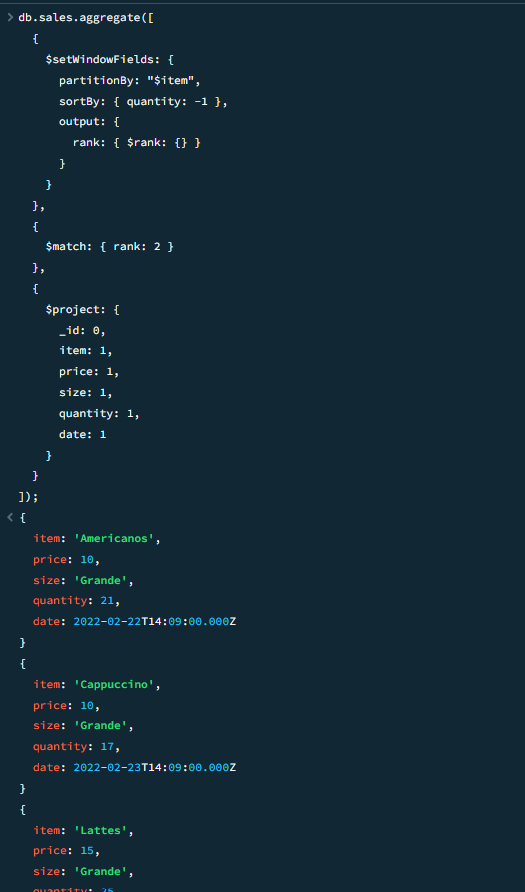 > db.sales.aggregate([
{
$setWindowFields: {
partitionBy: "$item",
sortBy: { quantity: -1 },
output: {
rank: { $rank: {} }
}
}
},
{
$match: { rank: 2 }
},
{
$project: {
_id: 0,
item: 1,
price: 1,
size: 1,
quantity: 1,
date: 1
}
}
]);
< {
item: 'Americanos',
price: 10,
size: 'Grande',
quantity: 21,
date: 2022-02-22T14:09:00.000Z
}
{
item: 'Cappuccino',
price: 10,
size: 'Grande',
quantity: 17,
date: 2022-02-23T14:09:00.000Z
}
{
item: 'Lattes',
price: 15,
size: 'Grande',
quantity: 25